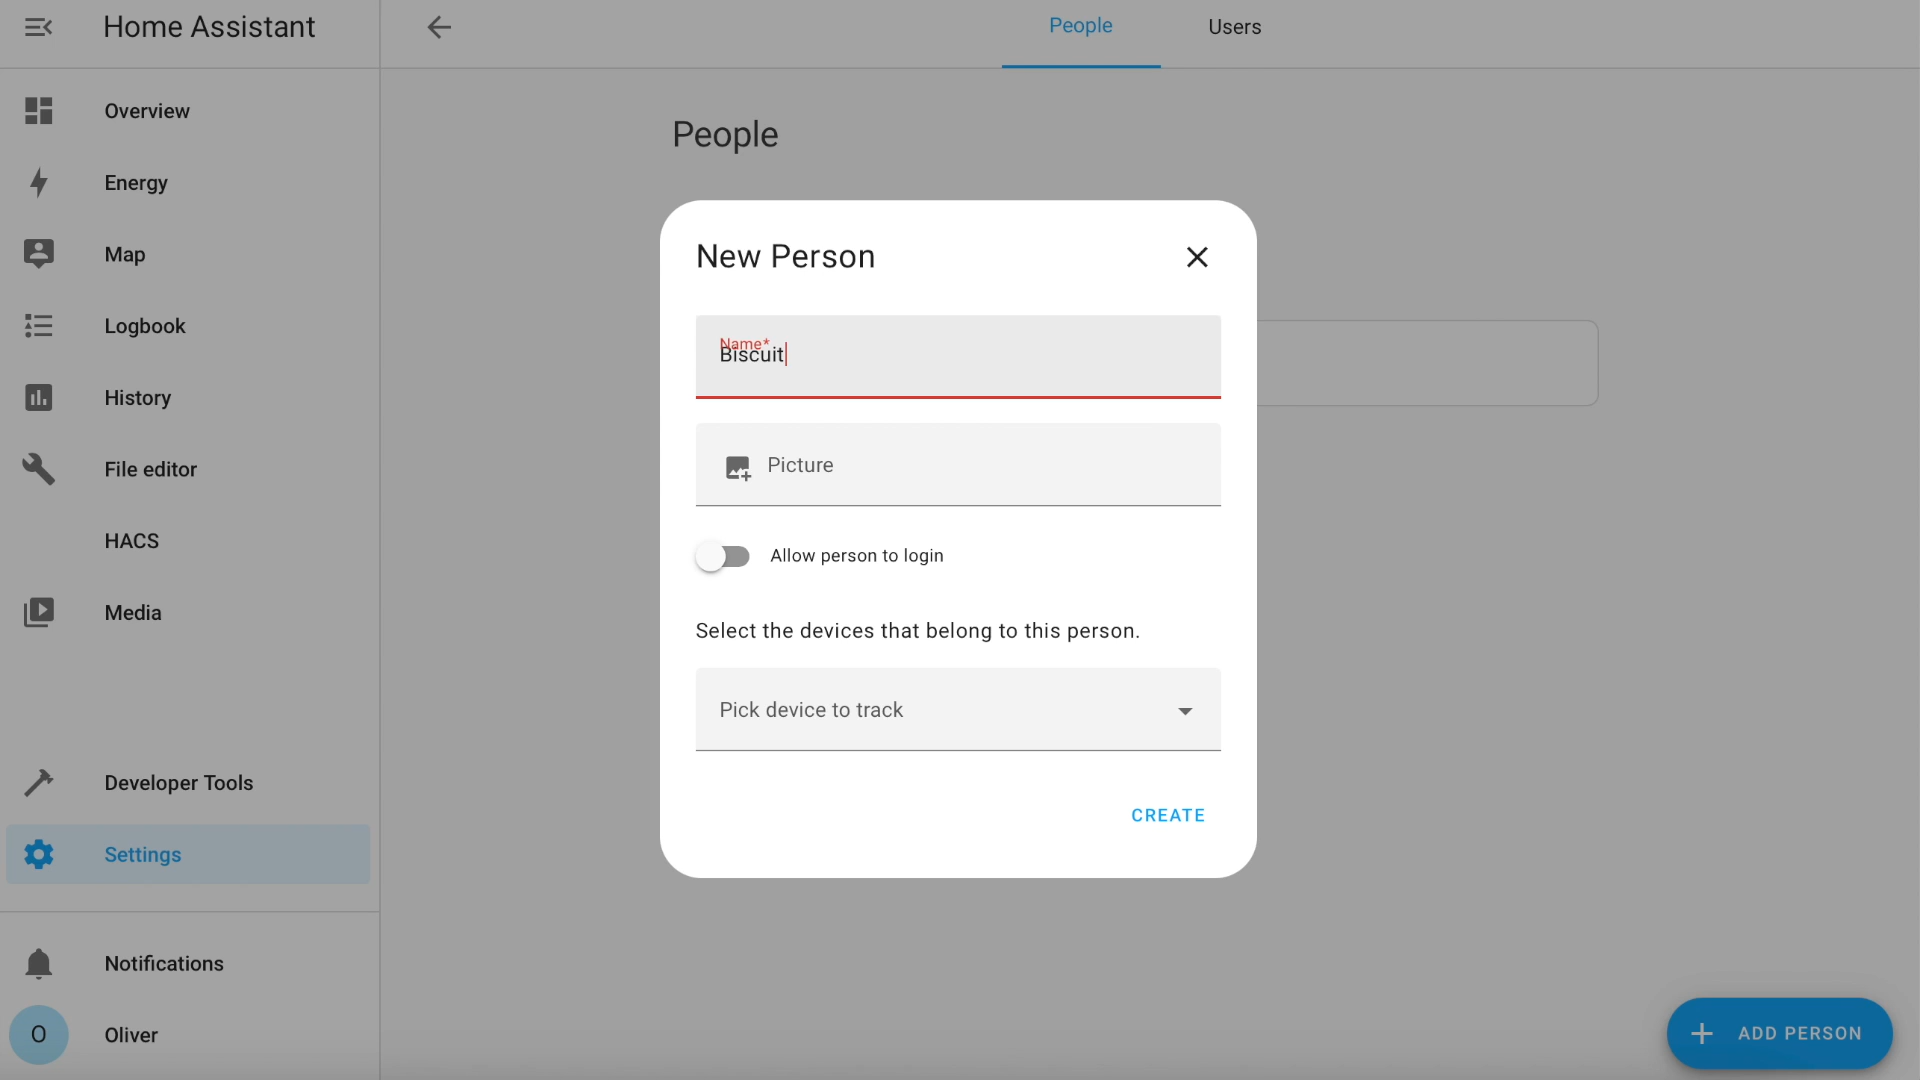 Home Assistant
People
Users
Overview
Energy
Map
Logbook
History
File editor
HACS
Media
Developer Tools
Settings
Notifications
O
Oliver
People
New Person
Name*
Biscuit
Picture
Allow person to login
Select the devices that belong to this person.
Pick device to track
CREATE
ADD PERSON